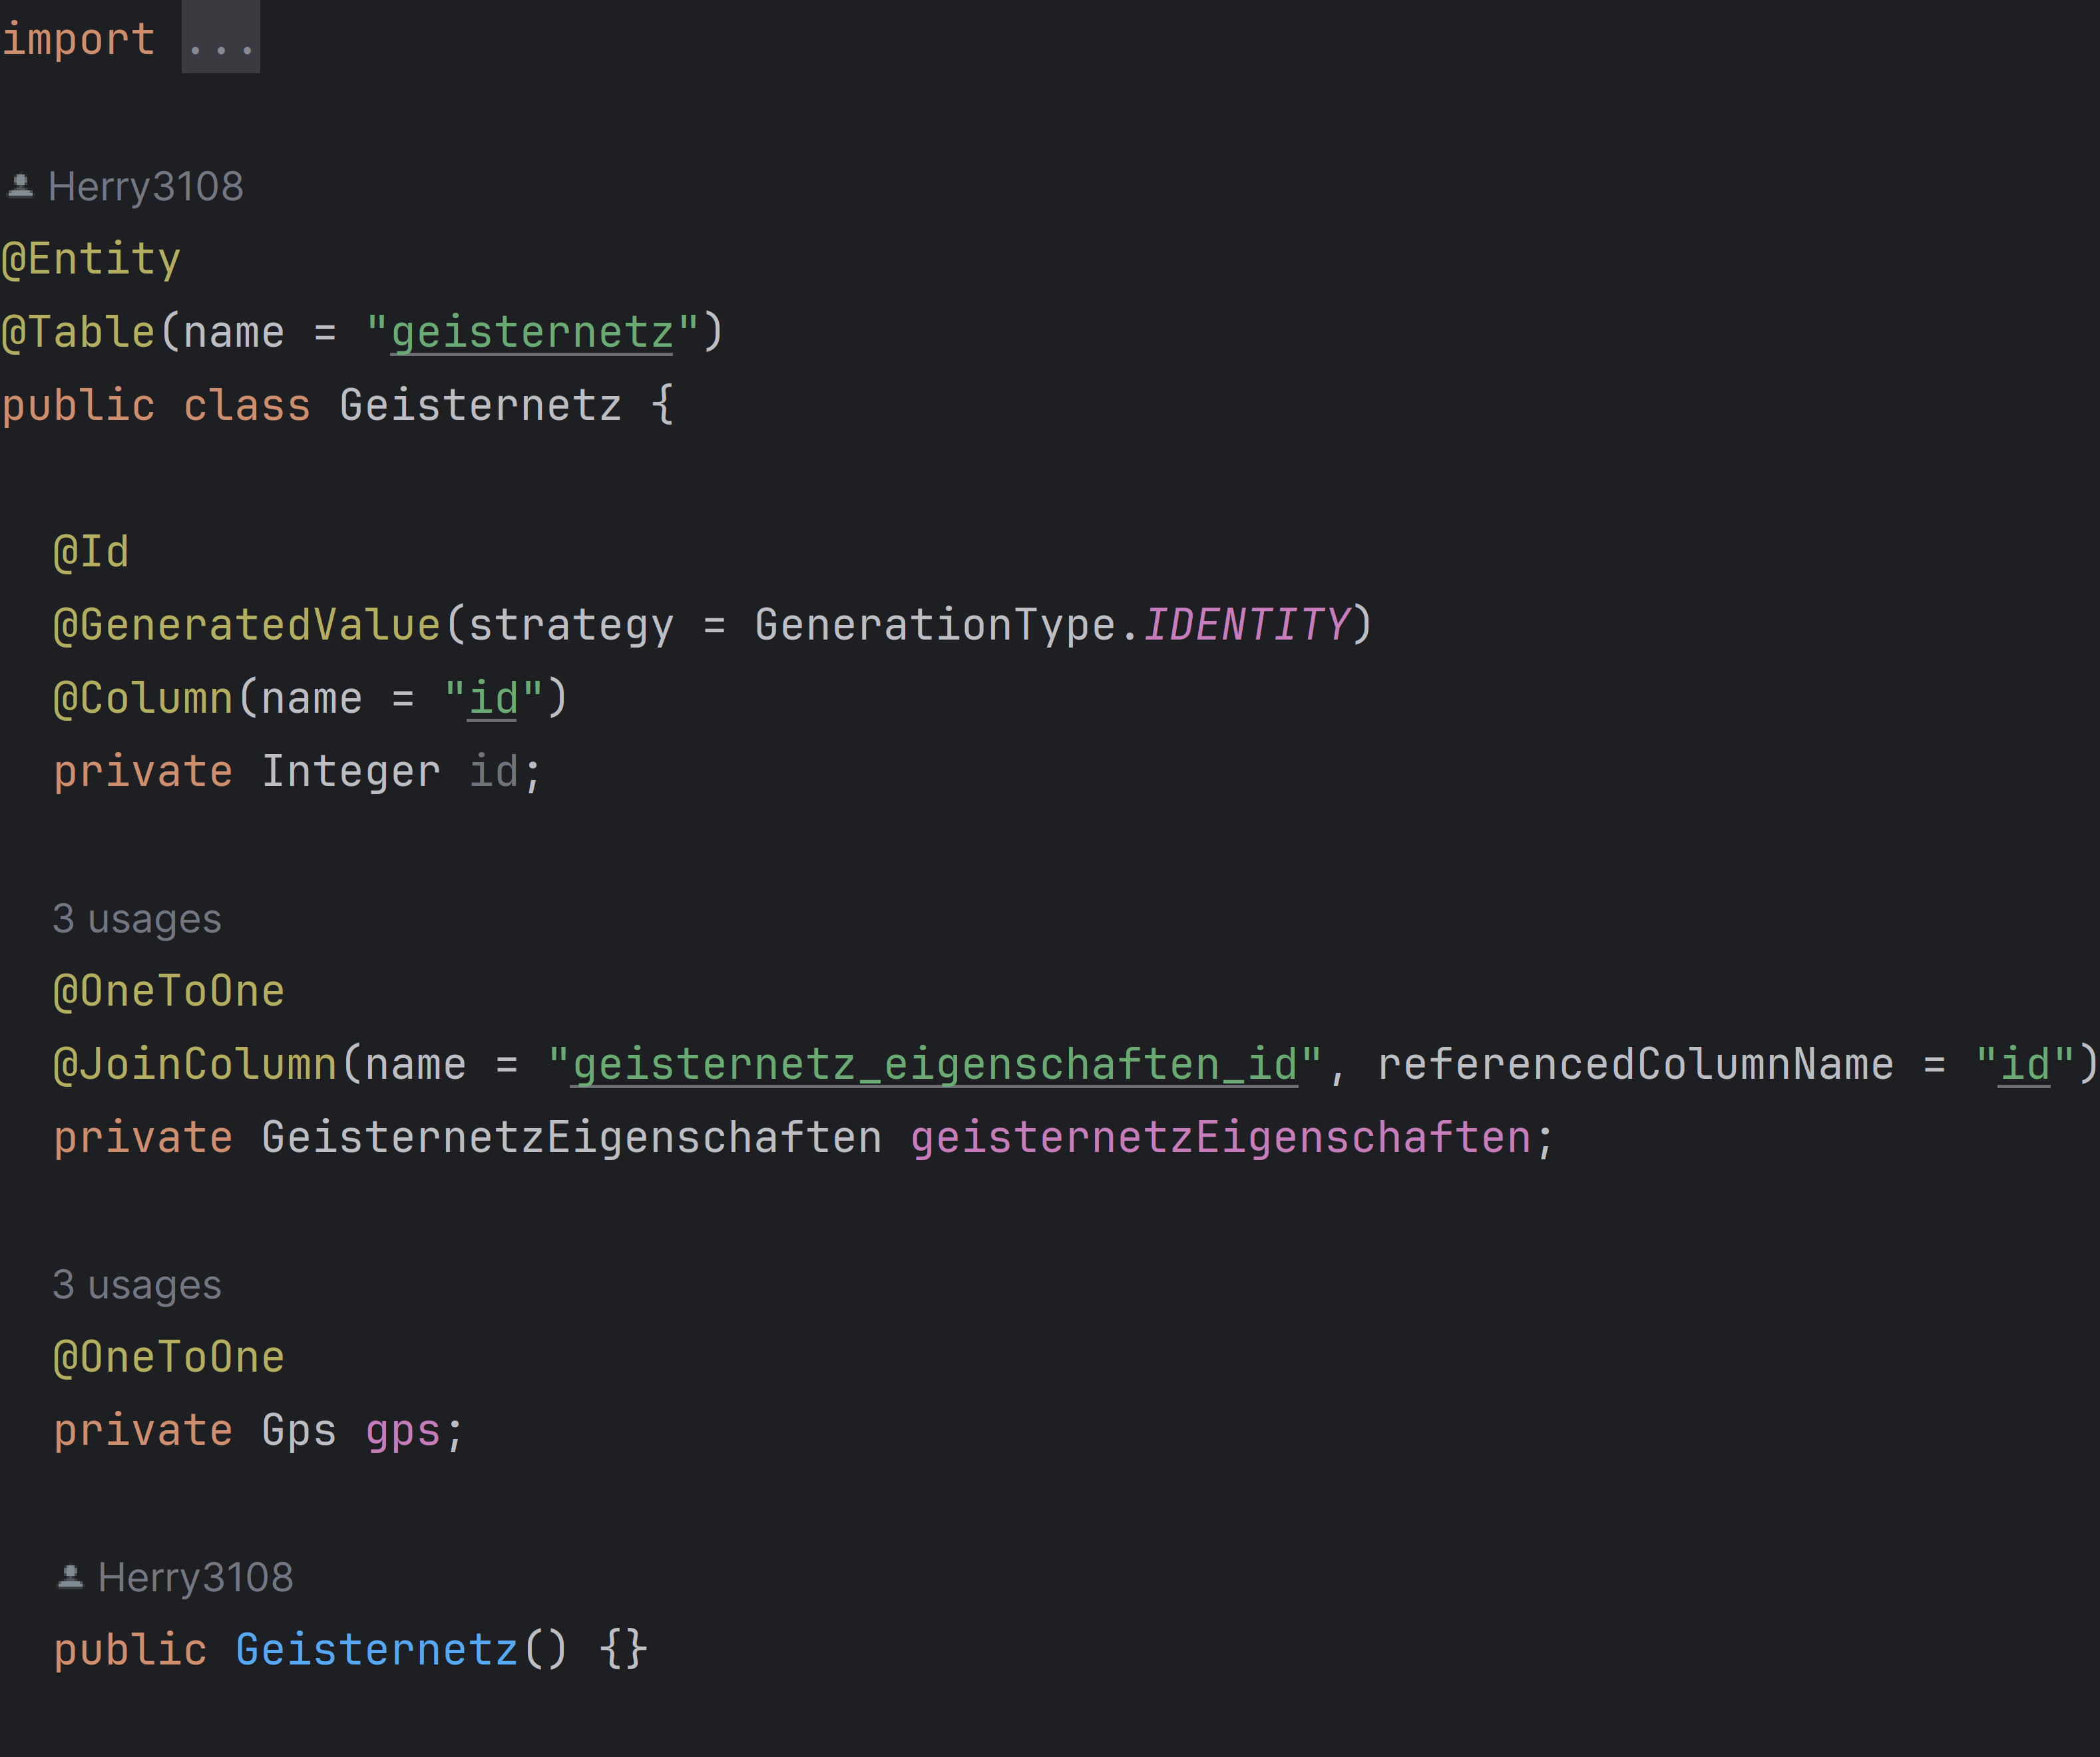 import ...
Herry3108
@Entity
@Table(name = "geisternetz")
public class Geisternetz {
@Id
@GeneratedValue(strategy = GenerationType.IDENTITY)
@Column(name = "id")
private Integer id;
3 usages
@OneToOne
@JoinColumn(name = "geisternetz_eigenschaften_id", referencedColumnName = "id")
private GeisternetzEigenschaften geisternetzEigenschaften;
3 usages
@OneToOne
private Gps gps;
Herry3108
public Geisternetz() {}